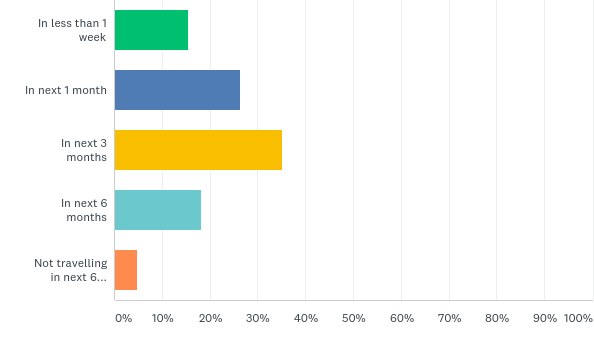 In less than 1
week
In next 1 month
In next 3
months
In next 6
months
Not travelling
in next 6...
0% 10% 20% 30% 40% 50% 60% 70% 80% 90% 100%